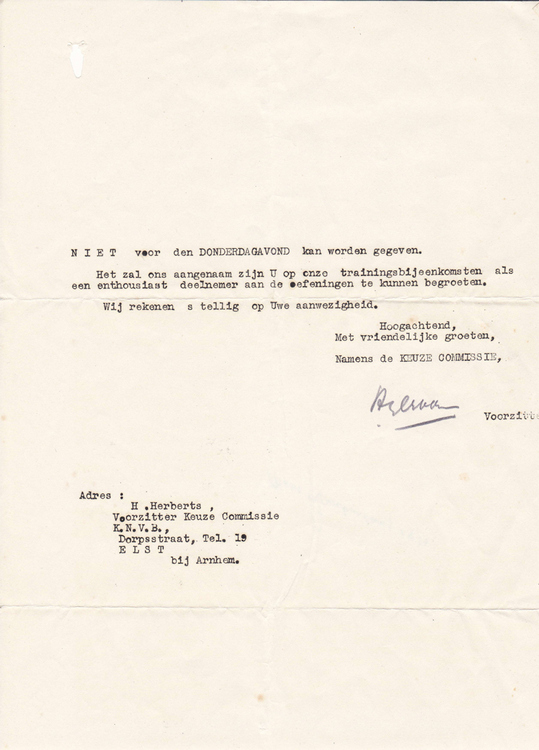 N I E T voor den DONDERDAGAVOND kan worden gegeven.
Het zal ons aangenaam zijn U op onze trainingsbijeenkomsten als
een enthousiast deelnemer aan de oefeningen te kunnen begroeten.
Wij rekenen s tellig op Uwe aanwezigheid.
Hoogachtend,
Met vriendelijke groeten,
Namens de KEUZE COMMISSIE,
Voorzitte
Adres :
H .Herberts ,
Voorzitter Keuze Commissie
K.N.V.B.,
Dorpsstraat, Tel. 19
E L S T
bij Arnhem.